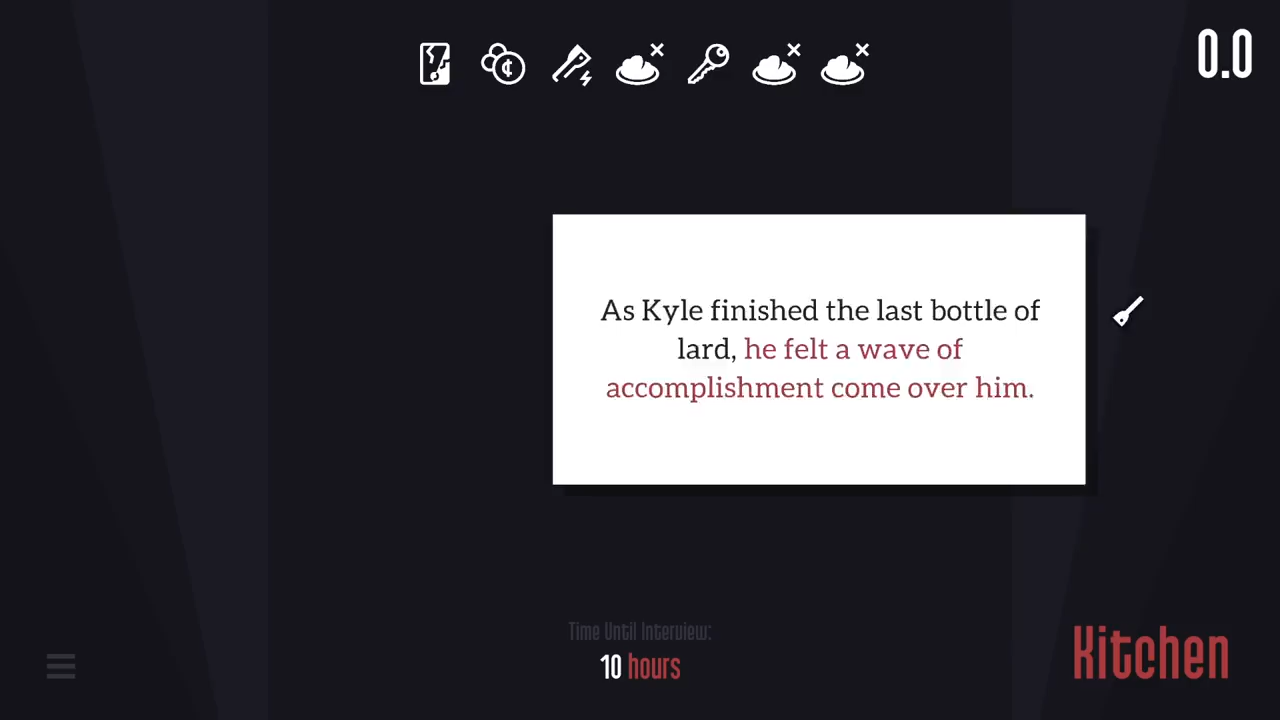 0.0
As Kyle finished the last bottle of
lard, he felt a wave of
accomplishment come over him.
Time Until Interview:
10 hours
Kitchen